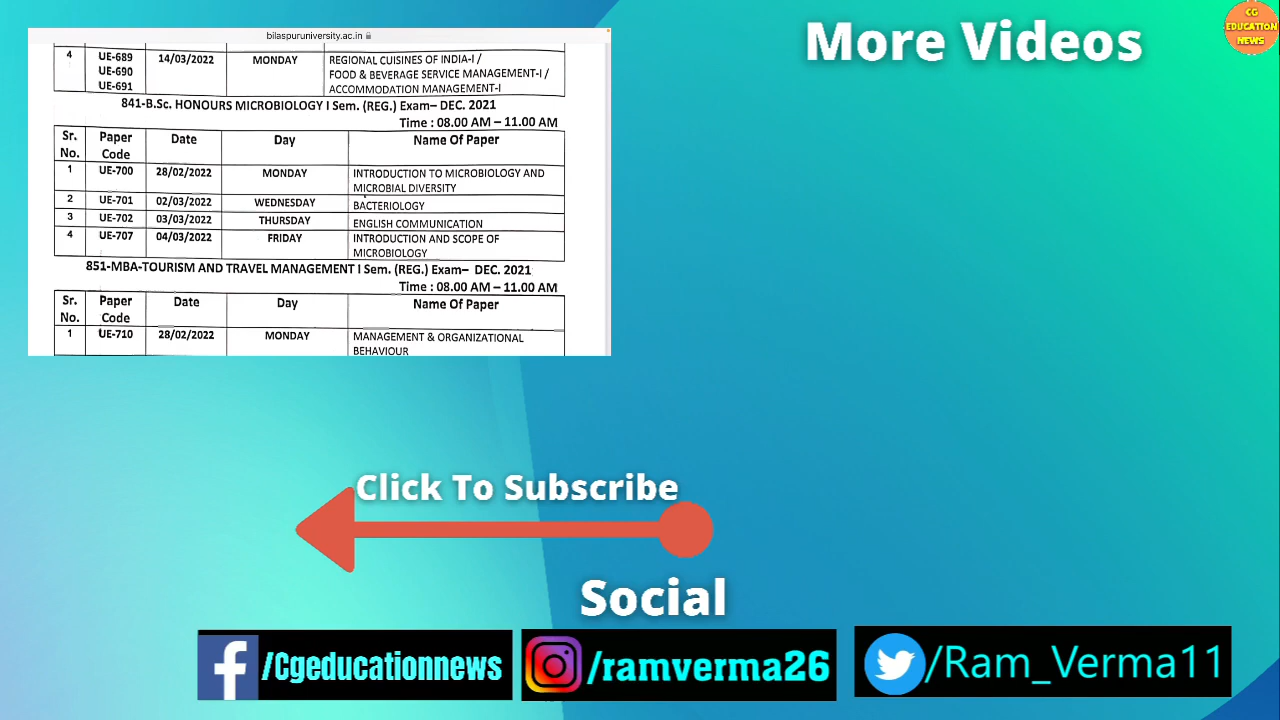 bilaspuruniversity.ac.in
4 UE-689 14/03/2022 MONDAY REGIONAL CUISINES OF INDIA-I /
UE-690 FOOD & BEVERAGE SERVICE MANAGEMENT-I /
UE-691 ACCOMMODATION MANAGEMENT-I
841-B.Sc. HONOURS MICROBIOLOGY I Sem. (REG.) Exam– DEC. 2021
Time : 08.00 AM – 11.00 AM
Sr. Paper Date Day Name Of Paper
No. Code
1 UE-700 28/02/2022 MONDAY INTRODUCTION TO MICROBIOLOGY AND
MICROBIAL DIVERSITY
2 UE-701 02/03/2022 WEDNESDAY BACTERIOLOGY
3 UE-702 03/03/2022 THURSDAY ENGLISH COMMUNICATION
4 UE-707 04/03/2022 FRIDAY INTRODUCTION AND SCOPE OF
MICROBIOLOGY
851-MBA-TOURISM AND TRAVEL MANAGEMENT I Sem. (REG.) Exam– DEC. 2021
Time : 08.00 AM – 11.00 AM
Sr. Paper Date Day Name Of Paper
No. Code
1 UE-710 28/02/2022 MONDAY MANAGEMENT & ORGANIZATIONAL
BEHAVIOUR
More Videos
CG
EDUCATION
NEWS
Click To Subscribe
Social
/Cgeducationnews
/ramverma26
/Ram_Verma11